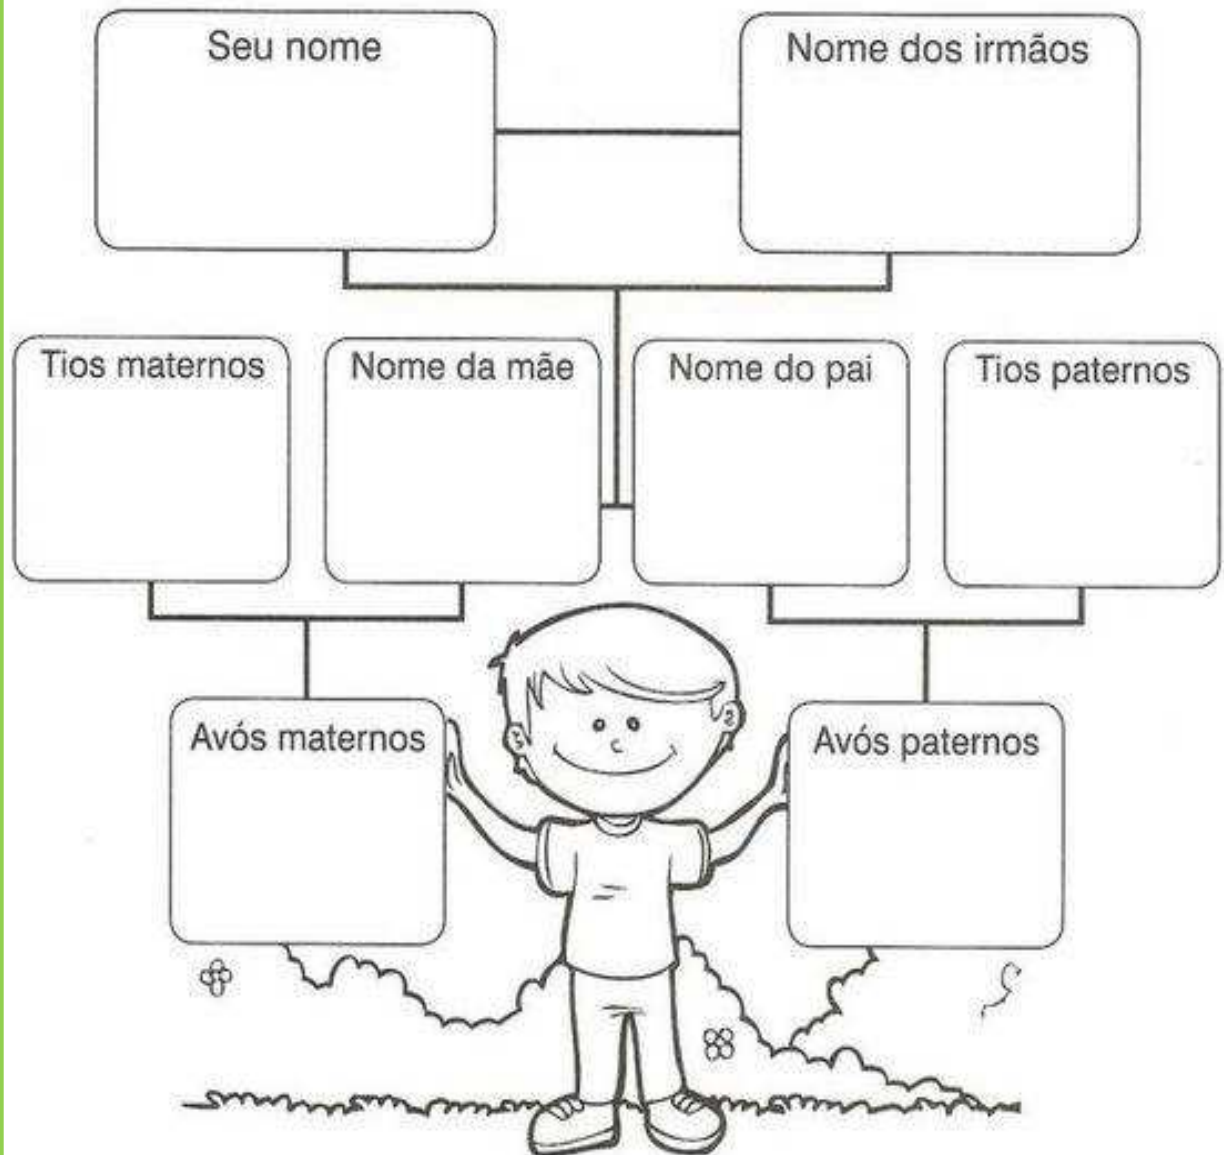 Seu nome
Nome dos irmãos
Tios maternos
Nome da mãe
Nome do pai
Tios paternos
Avós maternos
Avós paternos